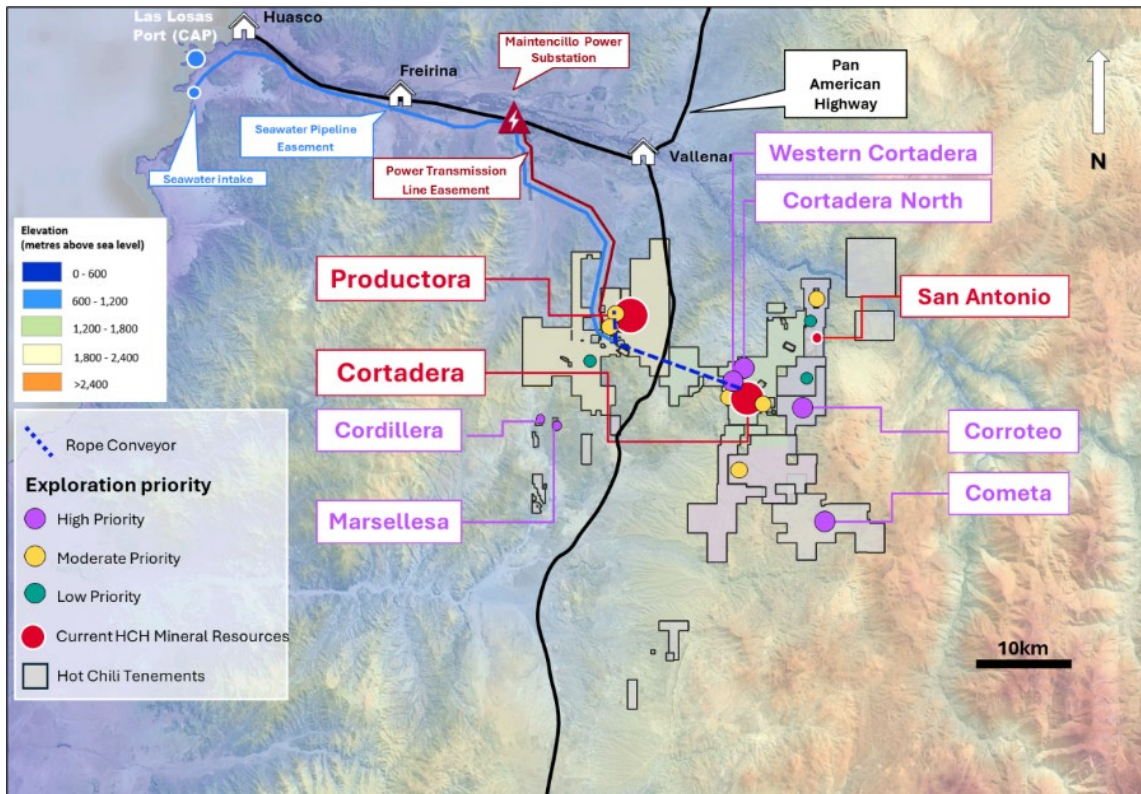 Las Losas
Port (CAP)
Huasco
Maintencillo Power
Substation
Freirina
Pan
American
Highway
Seawater Pipeline
Easement
Vallenar
Western Cortadera
N
Power Transmission
Line Easement
Seawater intake
Cortadera North
Elevation
(metres above sea level)
0 - 600
600 - 1,200
1,200 - 1,800
1,800 - 2,400
>2,400
Productora
San Antonio
Cortadera
Rope Conveyor
Cordillera
Corroteo
Exploration priority
High Priority
Marsellesa
Cometa
Moderate Priority
Low Priority
Current HCH Mineral Resources
Hot Chili Tenements
10km